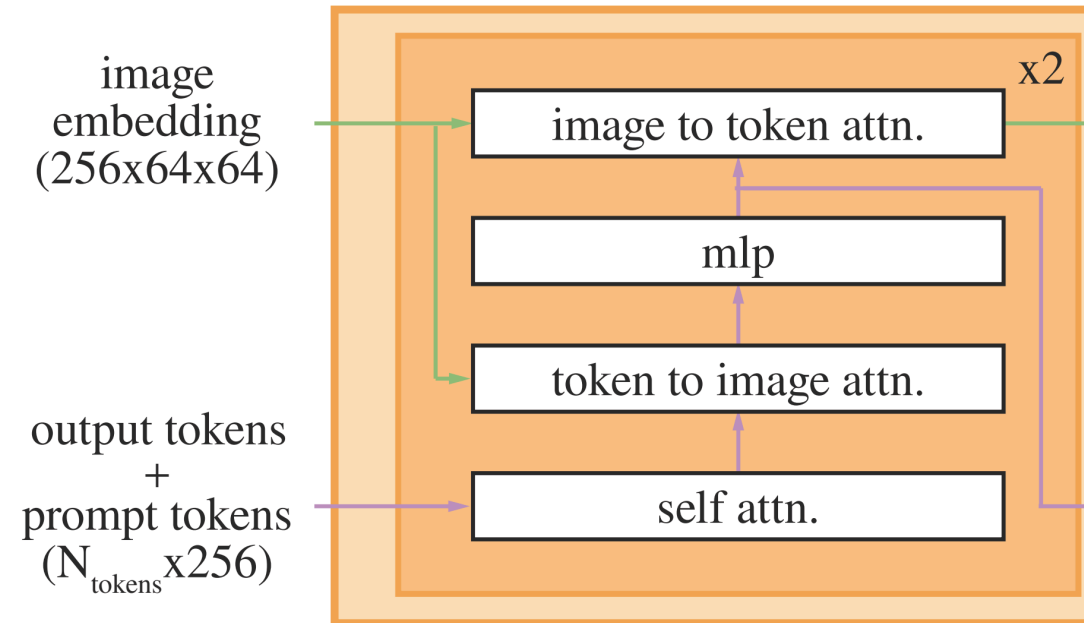 image
embedding
(256x64x64)
output tokens
+
prompt tokens
(Ntokensx256)
x2
image to token attn.
mlp
token to image attn.
self attn.